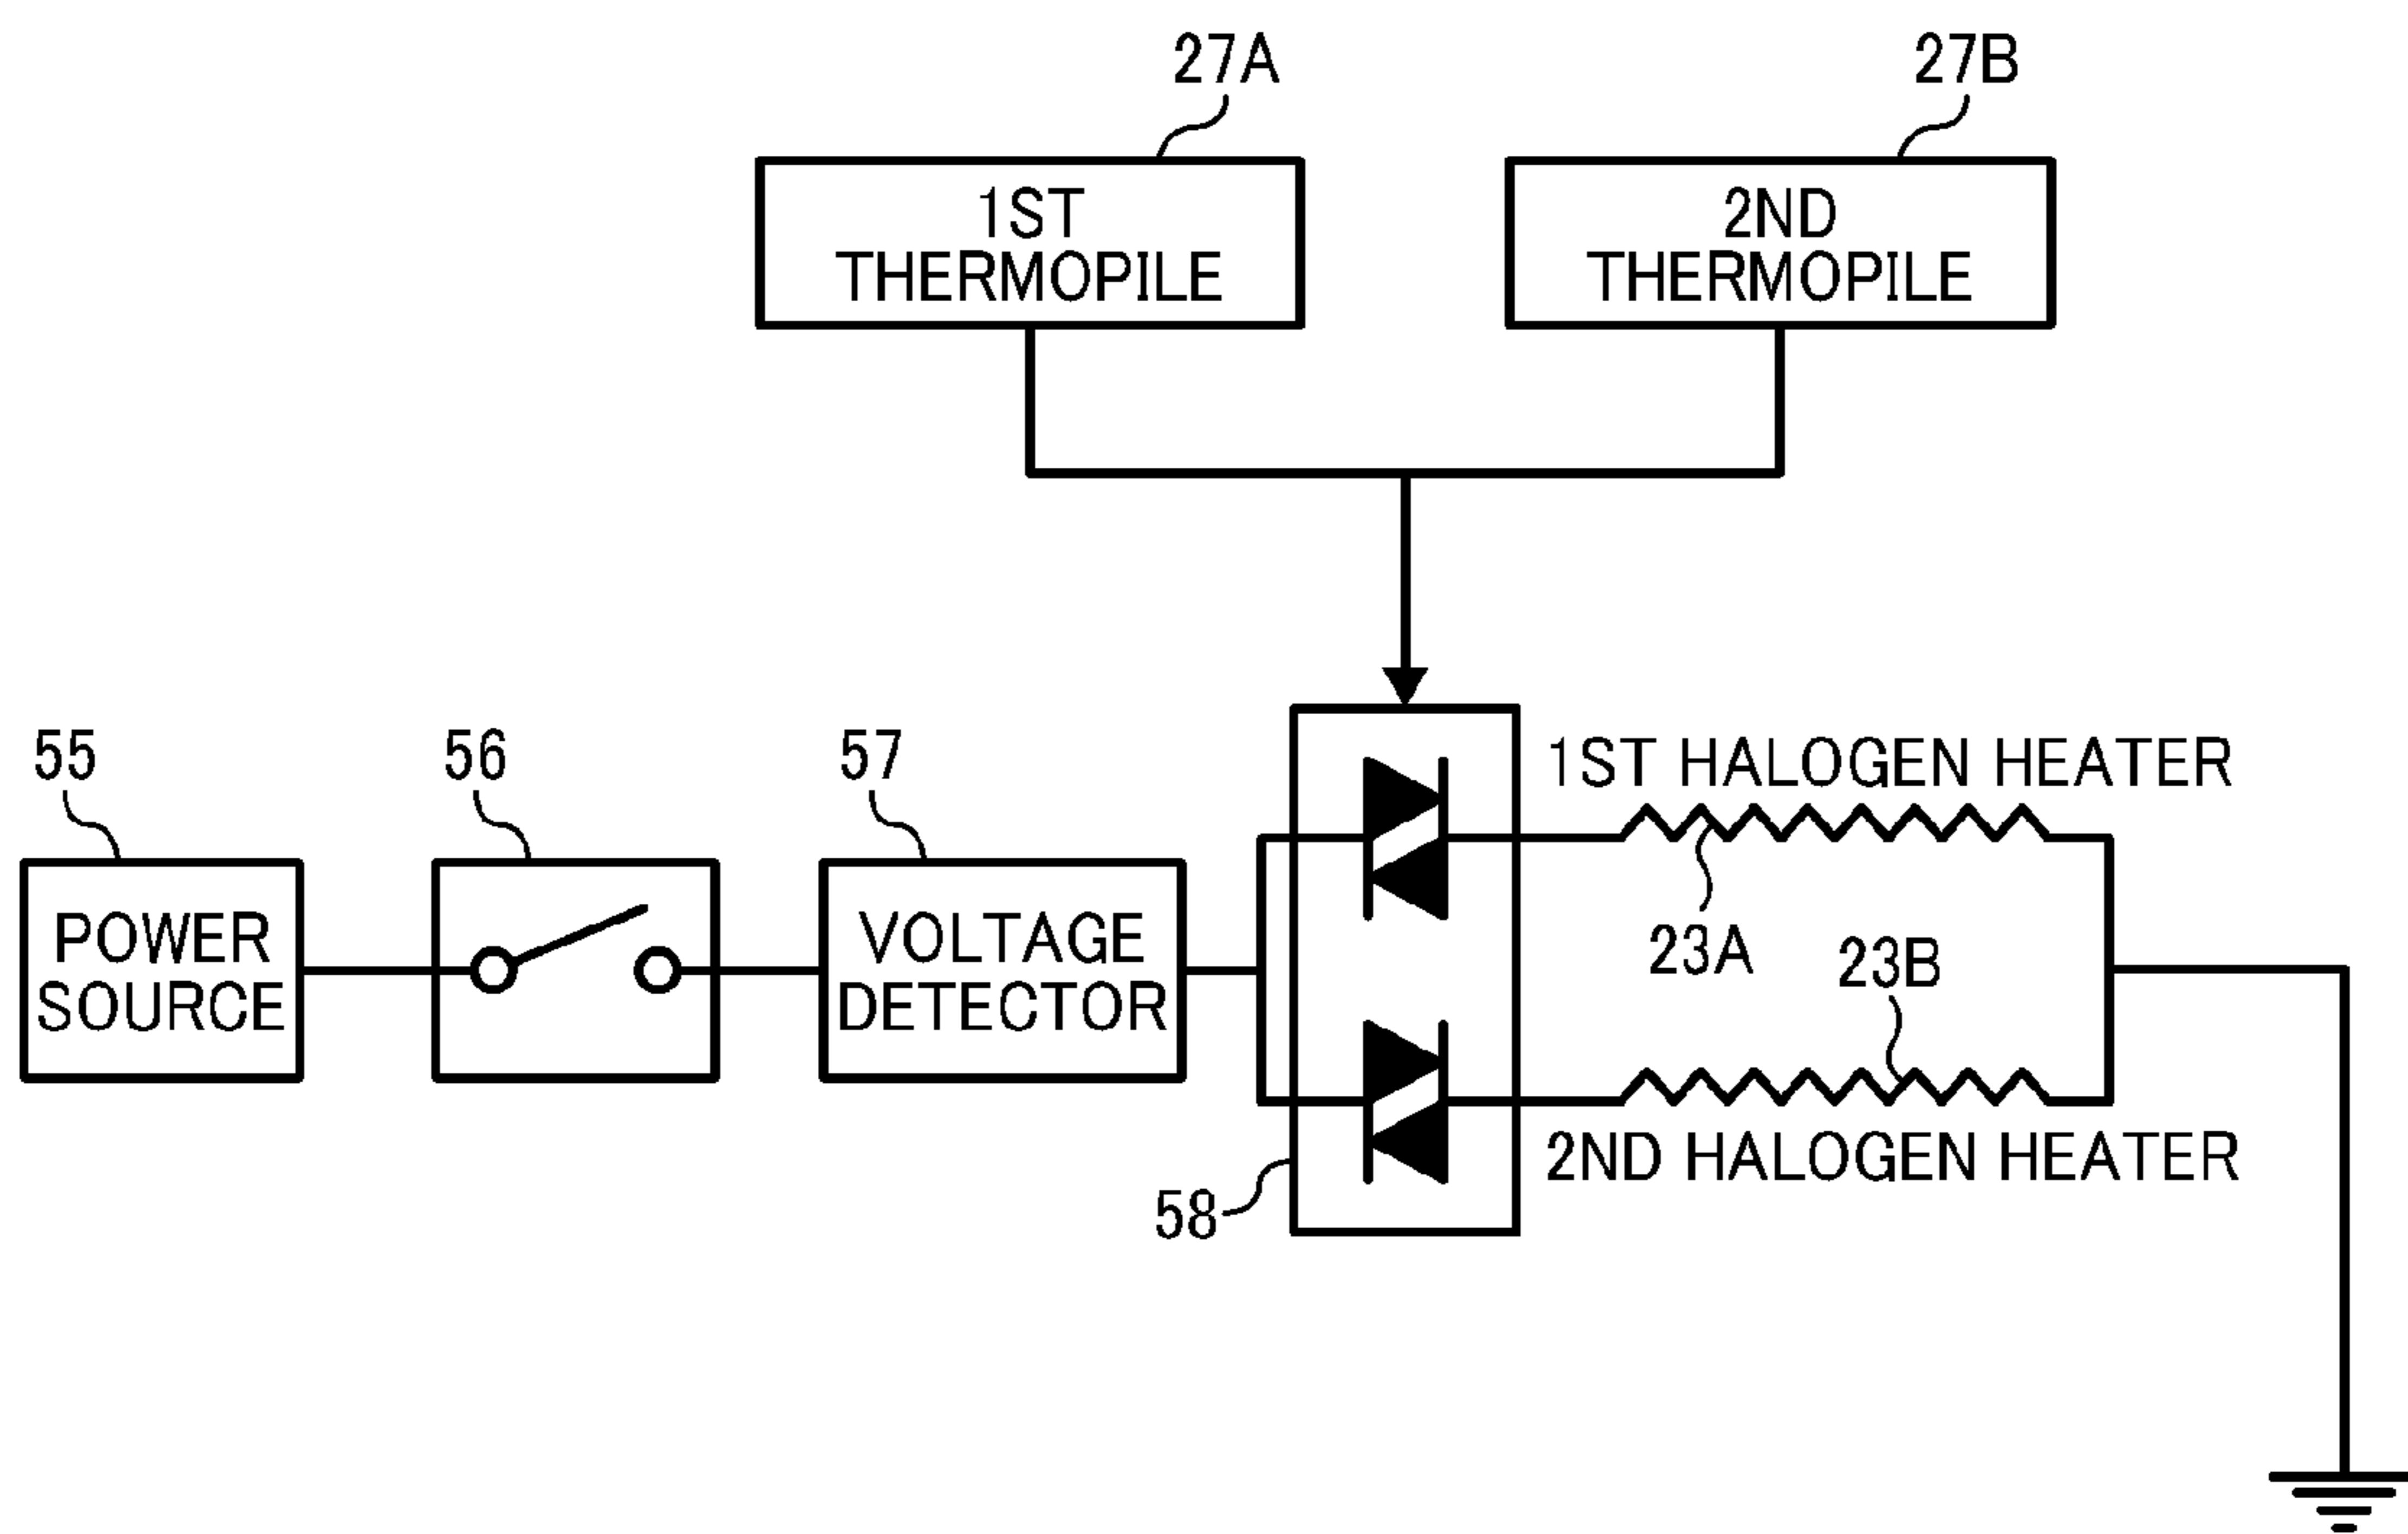 27A
27B
1ST
THERMOPILE
2ND
THERMOPILE
55
56
57
POWER
SOURCE
VOLTAGE
DETECTOR
1ST HALOGEN HEATER
23A
23B
2ND HALOGEN HEATER
58